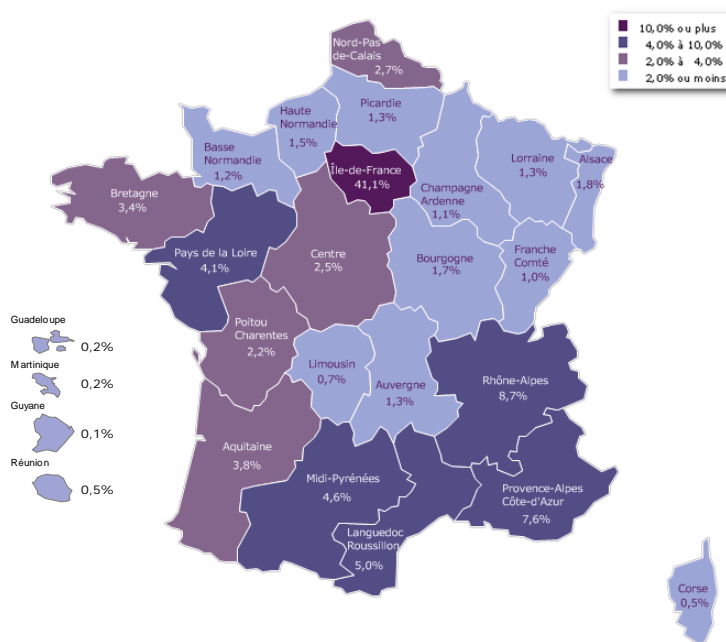 10,0% ou plus
4,0% à 10,0%
2,0% à 4,0%
2,0% ou moins
Nord-Pas
de-Calais
2,7%
Picardie
1,3%
Haute
Normandie
1,5%
Basse
Normandie
1,2%
Île-de-France
41,1%
Champagne
Ardenne
1,1%
Lorraine
1,3%
Alsace
1,8%
Bretagne
3,4%
Pays de la Loire
4,1%
Centre
2,5%
Bourgogne
1,7%
Franche
Comté
1,0%
Poitou
Charentes
2,2%
Limousin
0,7%
Auvergne
1,3%
Rhône-Alpes
8,7%
Aquitaine
3,8%
Midi-Pyrénées
4,6%
Languedoc
Roussillon
5,0%
Provence-Alpes
Côte-d'Azur
7,6%
Corse
0,5%
Guadeloupe
0,2%
Martinique
0,2%
Guyane
0,1%
Réunion
0,5%